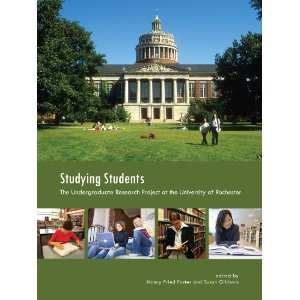 Studying Students
The Undergraduate Research Project at the University of Rochester
edited by
Nancy Fried Foster and Susan Gibbons